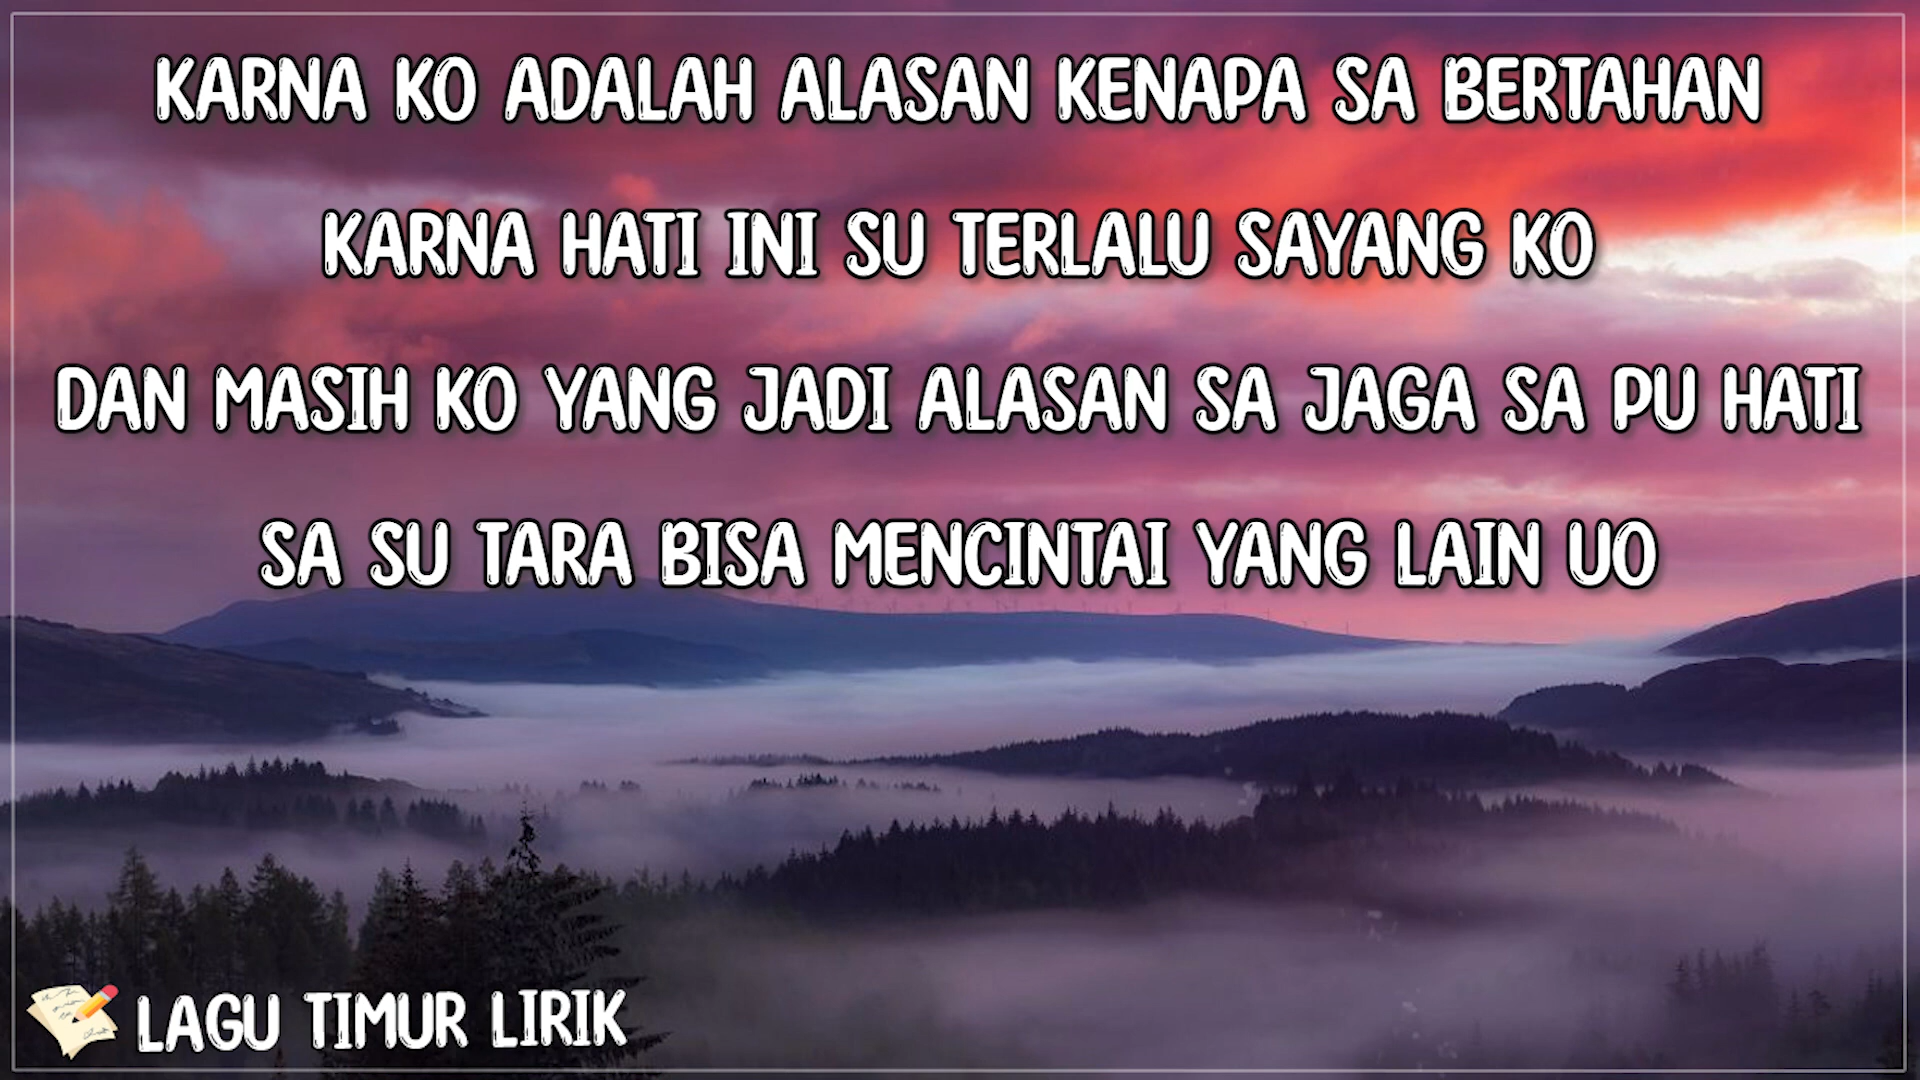 KARNA KO ADALAH ALASAN KENAPA SA BERTAHAN
KARNA HATI INI SU TERLALU SAYANG KO
DAN MASIH KO YANG JADI ALASAN SA JAGA SA PU HATI
SA SU TARA BISA MENCINTAI YANG LAIN UO
LAGU TIMUR LIRIK